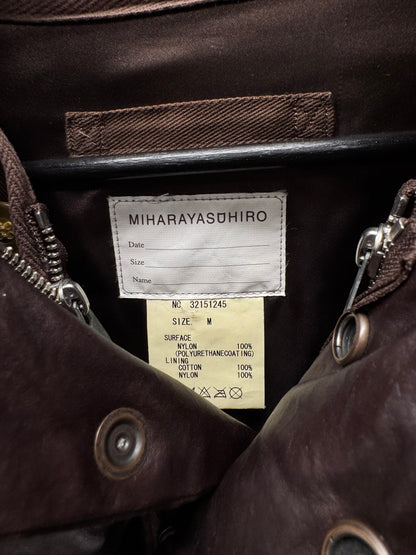 MIHARAYASUHIRO
Date
Size
Name
NO 32151245
SIZE. M
SURFACE
NYLON 100%
(POLYURETHANECOATING)
LINING
COTTON 100%
NYLON 100%